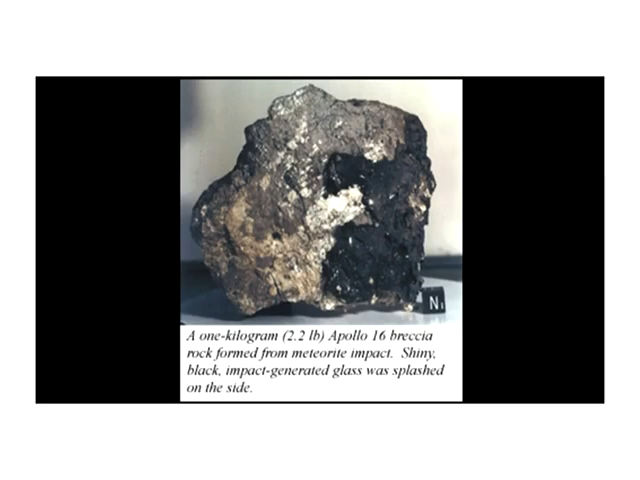 N
A one-kilogram (2.2 lb) Apollo 16 breccia
rock formed from meteorite impact.  Shiny,
black, impact-generated glass was splashed
on the side.